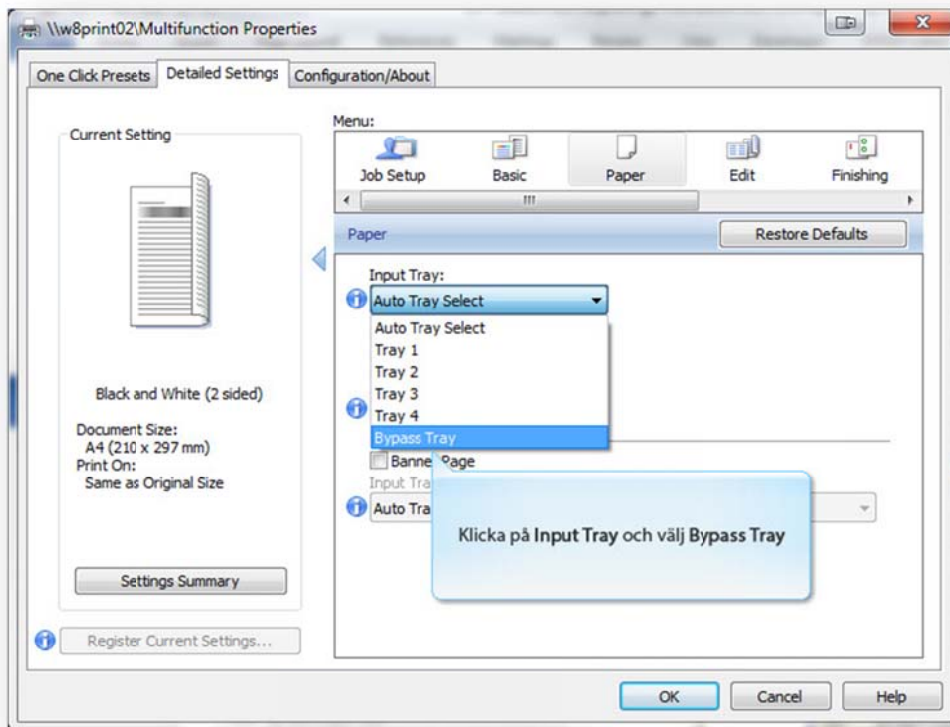 \\w8print02\Multifunction Properties
One Click Presets
Detailed Settings
Configuration/About
Current Setting
Black and White (2 sided)
Document Size:
A4 (210 x 297 mm)
Print On:
Same as Original Size
Settings Summary
Register Current Settings...
Menu:
Job Setup
Basic
Paper
Edit
Finishing
Paper
Restore Defaults
Input Tray:
Auto Tray Select
Auto Tray Select
Tray 1
Tray 2
Tray 3
Tray 4
Bypass Tray
Banner Page
Input Tra
Auto Tra
Klicka på Input Tray och välj Bypass Tray
OK
Cancel
Help